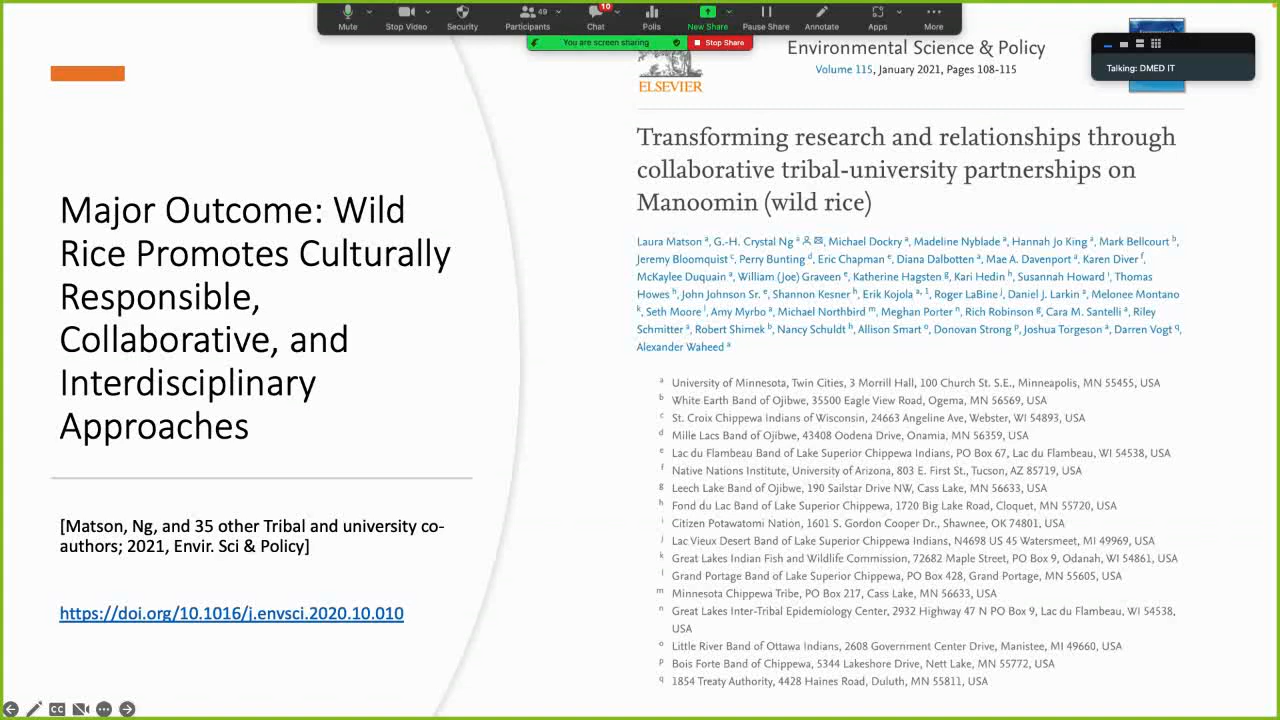 Mute
Stop Video
Security
Participants
49
Chat
10
Polls
New Share
Pause Share
Annotate
Apps
More
You are screen sharing
Stop Share
Talking: DMED IT
Major Outcome: Wild
Rice Promotes Culturally
Responsible,
Collaborative, and
Interdisciplinary
Approaches
[Matson, Ng, and 35 other Tribal and university co-
authors; 2021, Envir. Sci & Policy]
https://doi.org/10.1016/j.envsci.2020.10.010
ELSEVIER
Environmental Science & Policy
Volume 115, January 2021, Pages 108-115
Transforming research and relationships through
collaborative tribal-university partnerships on
Manoomin (wild rice)
Laura Matson a, G.-H. Crystal Ng a, Michael Dockry a, Madeline Nyblade a, Hannah Jo King a, Mark Bellcourt b,
Jeremy Bloomquist c, Perry Bunting d, Eric Chapman e, Diana Dalbotten a, Mae A. Davenport a, Karen Diver f,
McKaylee Duquain a, William (Joe) Graveen e, Katherine Hagsten g, Kari Hedin h, Susannah Howard i, Thomas
Howes h, John Johnson Sr. e, Shannon Kesner h, Erik Kojola a, 1, Roger LaBine j, Daniel J. Larkin a, Melonee Montano
k, Seth Moore l, Amy Myrbo a, Michael Northbird m, Meghan Porter n, Rich Robinson g, Cara M. Santelli a, Riley
Schmitter a, Robert Shimek b, Nancy Schuldt h, Allison Smart o, Donovan Strong p, Joshua Torgeson a, Darren Vogt q,
Alexander Waheed a
a University of Minnesota, Twin Cities, 3 Morrill Hall, 100 Church St. S.E., Minneapolis, MN 55455, USA
b White Earth Band of Ojibwe, 35500 Eagle View Road, Ogema, MN 56569, USA
c St. Croix Chippewa Indians of Wisconsin, 24663 Angeline Ave, Webster, WI 54893, USA
d Mille Lacs Band of Ojibwe, 43408 Oodena Drive, Onamia, MN 56359, USA
e Lac du Flambeau Band of Lake Superior Chippewa Indians, PO Box 67, Lac du Flambeau, WI 54538, USA
f Native Nations Institute, University of Arizona, 803 E. First St., Tucson, AZ 85719, USA
g Leech Lake Band of Ojibwe, 190 Sailstar Drive NW, Cass Lake, MN 56633, USA
h Fond du Lac Band of Lake Superior Chippewa, 1720 Big Lake Road, Cloquet, MN 55720, USA
i Citizen Potawatomi Nation, 1601 S. Gordon Cooper Dr., Shawnee, OK 74801, USA
j Lac Vieux Desert Band of Lake Superior Chippewa Indians, N4698 US 45 Watersmeet, MI 49969, USA
k Great Lakes Indian Fish and Wildlife Commission, 72682 Maple Street, PO Box 9, Odanah, WI 54861, USA
l Grand Portage Band of Lake Superior Chippewa, PO Box 428, Grand Portage, MN 55605, USA
m Minnesota Chippewa Tribe, PO Box 217, Cass Lake, MN 56633, USA
n Great Lakes Inter-Tribal Epidemiology Center, 2932 Highway 47 N PO Box 9, Lac du Flambeau, WI 54538,
USA
o Little River Band of Ottawa Indians, 2608 Government Center Drive, Manistee, MI 49660, USA
p Bois Forte Band of Chippewa, 5344 Lakeshore Drive, Nett Lake, MN 55772, USA
q 1854 Treaty Authority, 4428 Haines Road, Duluth, MN 55811, USA
CC